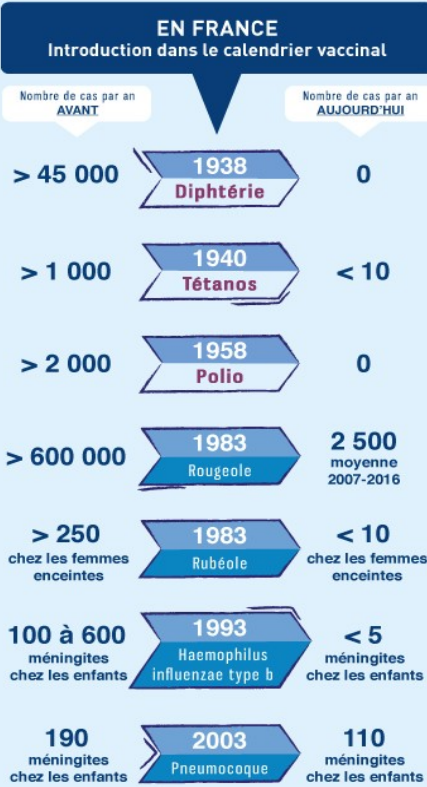 EN FRANCE
Introduction dans le calendrier vaccinal
Nombre de cas par an
AVANT
Nombre de cas par an
AUJOURD'HUI
> 45 000
1938
Diphtérie
0
> 1 000
1940
Tétanos
< 10
> 2 000
1958
Polio
0
> 600 000
1983
Rougeole
2 500
moyenne
2007-2016
> 250
chez les femmes
enceintes
1983
Rubéole
< 10
chez les femmes
enceintes
100 à 600
méningites
chez les enfants
1993
Haemophilus
influenzae type b
< 5
méningites
chez les enfants
190
méningites
chez les enfants
2003
Pneumocoque
110
méningites
chez les enfants